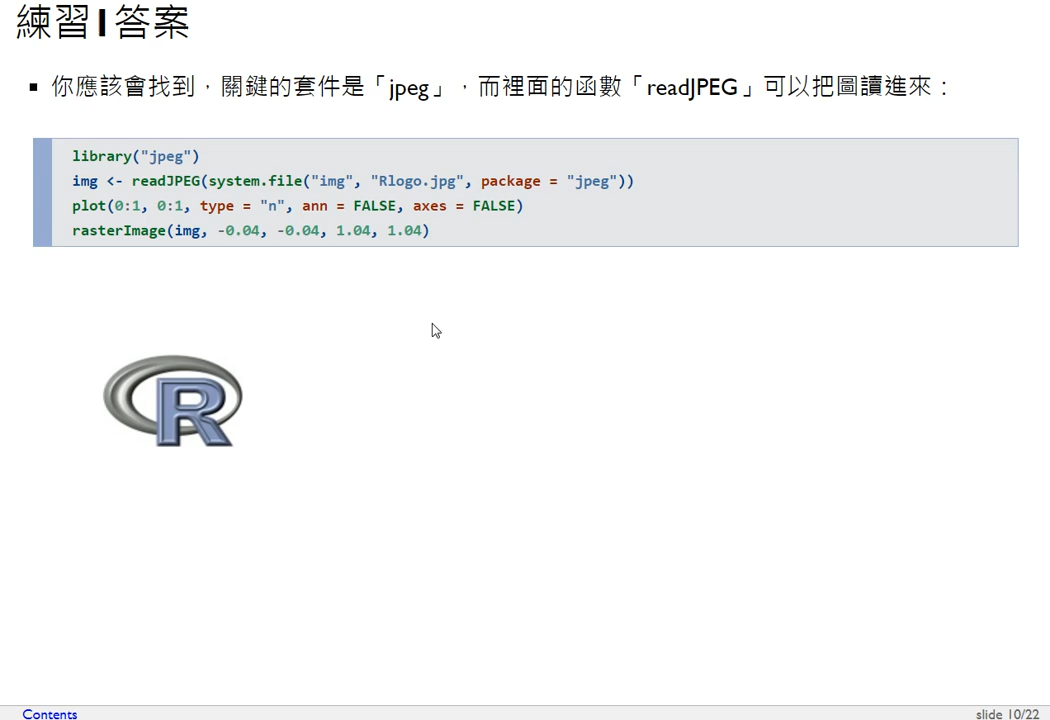 練習1答案
▪ 你應該會找到，關鍵的套件是「jpeg」，而裡面的函數「readJPEG」可以把圖讀進來：
library("jpeg")
img <- readJPEG(system.file("img", "Rlogo.jpg", package = "jpeg"))
plot(0:1, 0:1, type = "n", ann = FALSE, axes = FALSE)
rasterImage(img, -0.04, -0.04, 1.04, 1.04)
R
Contents
slide 10/22